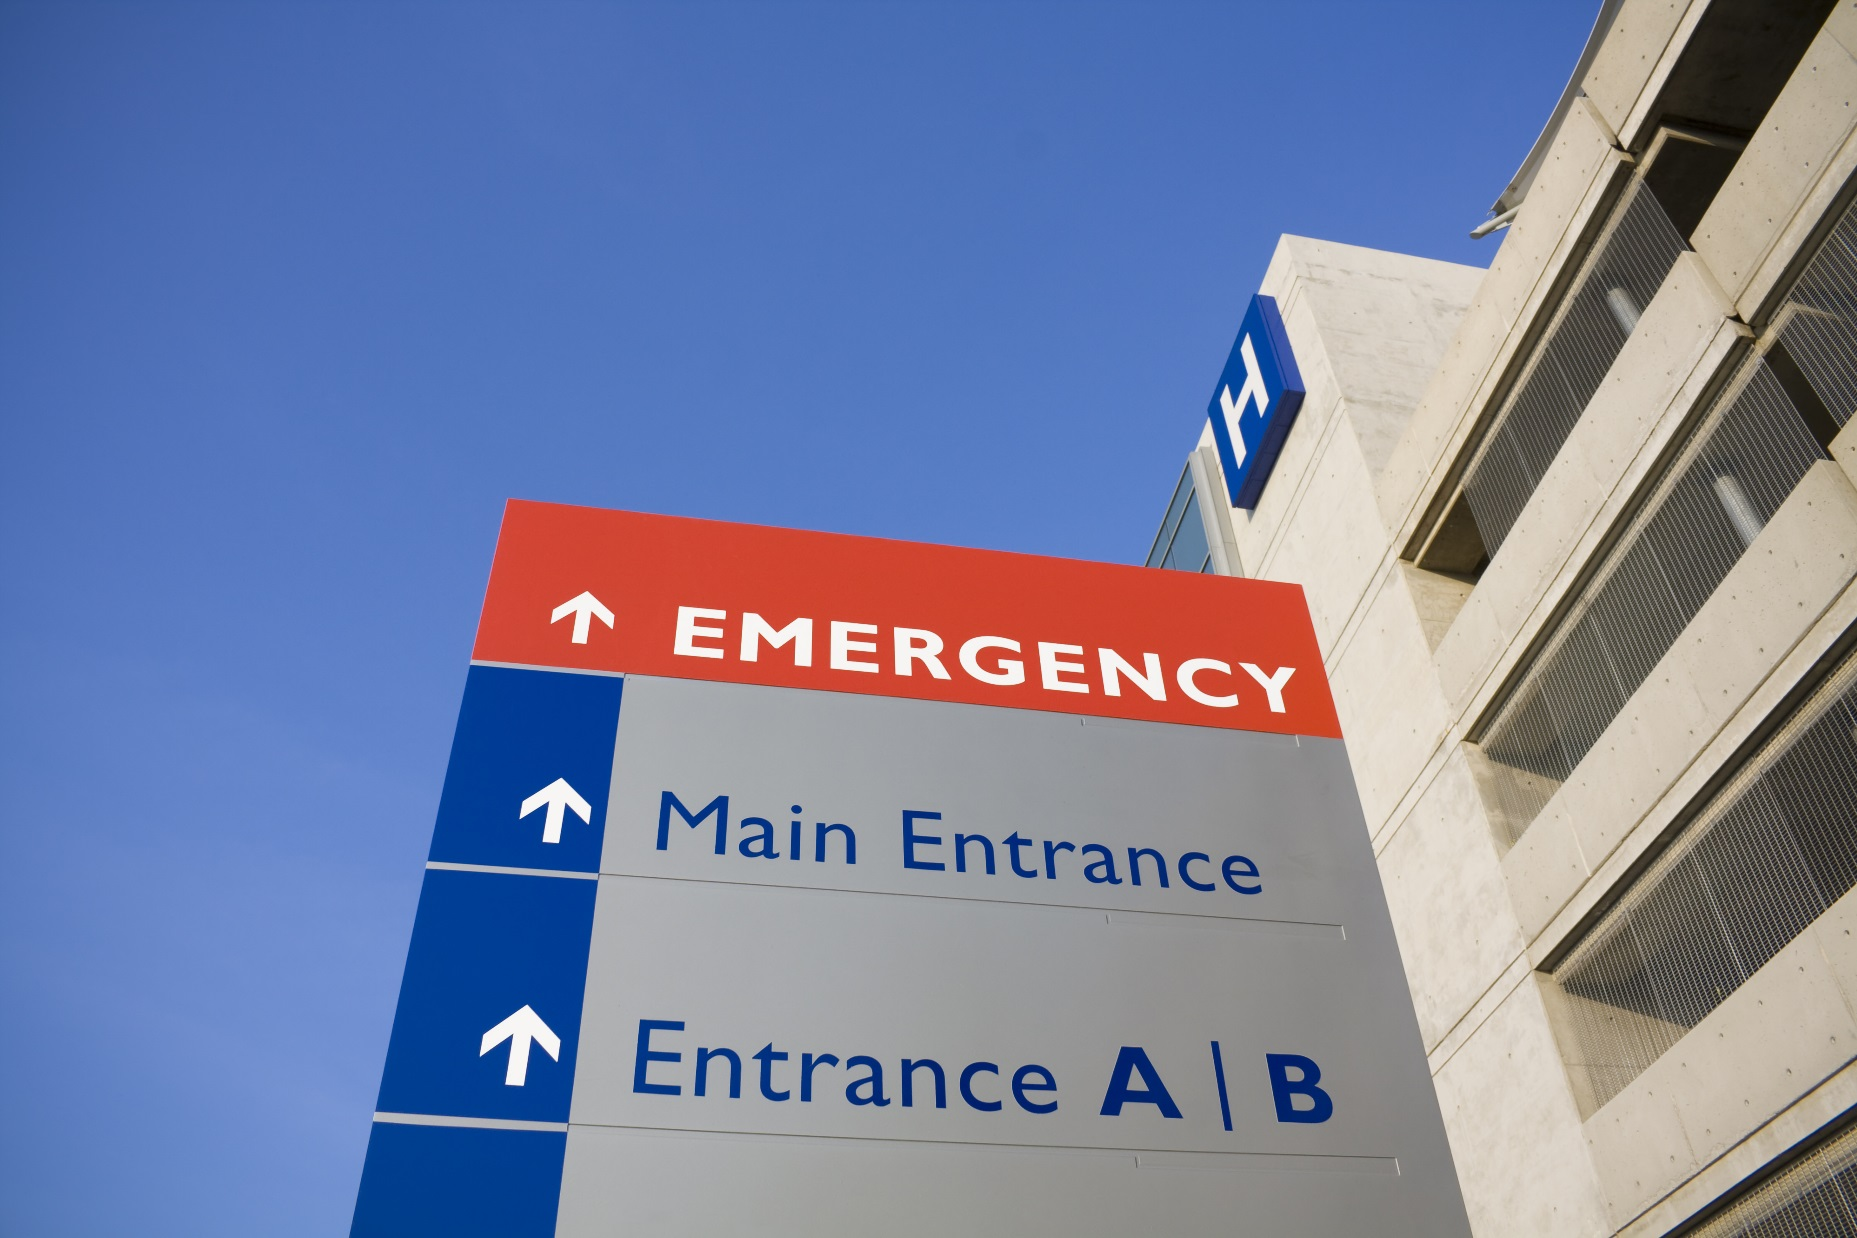 H
EMERGENCY
Main Entrance
Entrance A | B